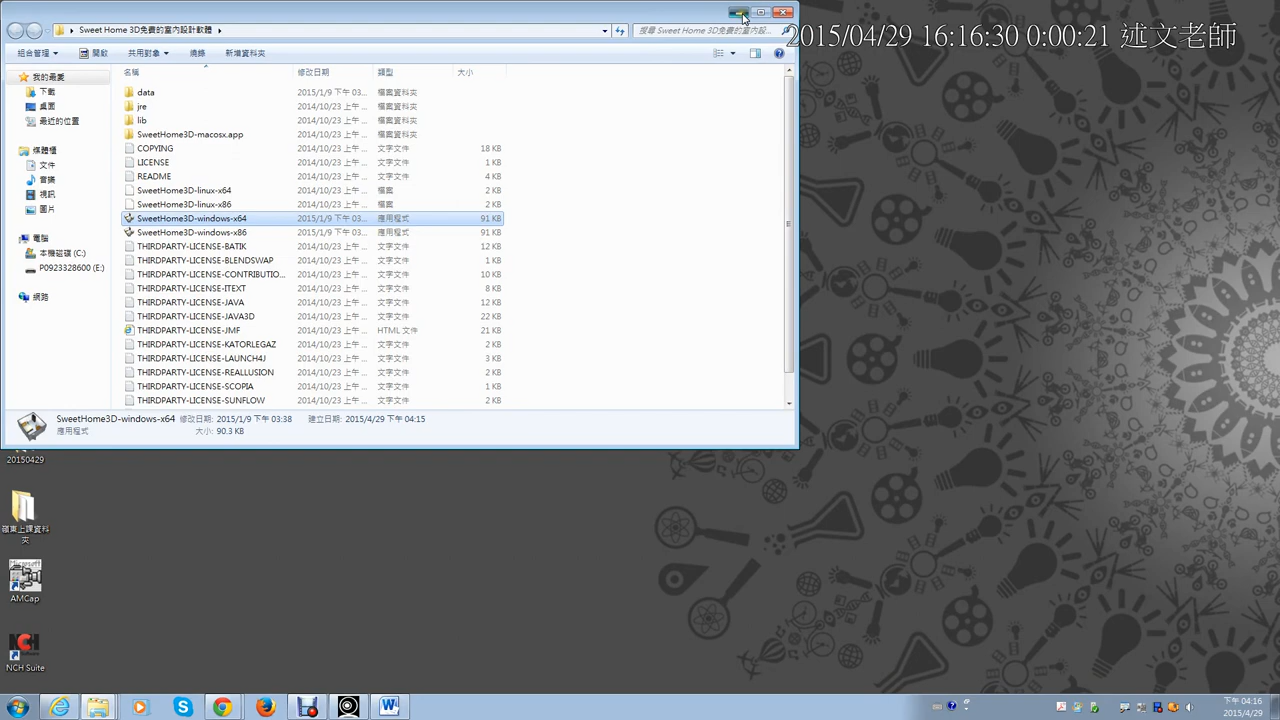 Sweet Home 3D免費的室內設計軟體
搜尋 Sweet Home 3D免費的室內設...
2015/04/29 16:16:30 0:00:21 述文老師
組合管理 開啟 共用對象 燒錄 新增資料夾
我的最愛
下載
桌面
最近的位置
媒體櫃
文件
音樂
視訊
圖片
電腦
本機磁碟 (C:)
P0923328600 (E:)
網路
名稱 修改日期 類型 大小
data 2015/1/9 下午 03... 檔案資料夾
jre 2014/10/23 上午 ... 檔案資料夾
lib 2014/10/23 上午 ... 檔案資料夾
SweetHome3D-macosx.app 2014/10/23 上午 ... 檔案資料夾
COPYING 2014/10/23 上午 ... 文字文件 18 KB
LICENSE 2014/10/23 上午 ... 文字文件 1 KB
README 2014/10/23 上午 ... 文字文件 4 KB
SweetHome3D-linux-x64 2014/10/23 上午 ... 檔案 2 KB
SweetHome3D-linux-x86 2014/10/23 上午 ... 檔案 2 KB
SweetHome3D-windows-x64 2015/1/9 下午 03... 應用程式 91 KB
SweetHome3D-windows-x86 2015/1/9 下午 03... 應用程式 91 KB
THIRDPARTY-LICENSE-BATIK 2014/10/23 上午 ... 文字文件 12 KB
THIRDPARTY-LICENSE-BLENDSWAP 2014/10/23 上午 ... 文字文件 1 KB
THIRDPARTY-LICENSE-CONTRIBUTIO... 2014/10/23 上午 ... 文字文件 10 KB
THIRDPARTY-LICENSE-ITEXT 2014/10/23 上午 ... 文字文件 8 KB
THIRDPARTY-LICENSE-JAVA 2014/10/23 上午 ... 文字文件 12 KB
THIRDPARTY-LICENSE-JAVA3D 2014/10/23 上午 ... 文字文件 22 KB
THIRDPARTY-LICENSE-JMF 2014/10/23 上午 ... HTML 文件 21 KB
THIRDPARTY-LICENSE-KATORLEGAZ 2014/10/23 上午 ... 文字文件 2 KB
THIRDPARTY-LICENSE-LAUNCH4J 2014/10/23 上午 ... 文字文件 3 KB
THIRDPARTY-LICENSE-REALLUSION 2014/10/23 上午 ... 文字文件 2 KB
THIRDPARTY-LICENSE-SCOPIA 2014/10/23 上午 ... 文字文件 1 KB
THIRDPARTY-LICENSE-SUNFLOW 2014/10/23 上午 ... 文字文件 2 KB
SweetHome3D-windows-x64 修改日期: 2015/1/9 下午 03:38 建立日期: 2015/4/29 下午 04:15
應用程式 大小: 90.3 KB
20150429
嶺東上課資料
夾
Microsoft
AMCap
NCH Suite
下午 04:16
2015/4/29